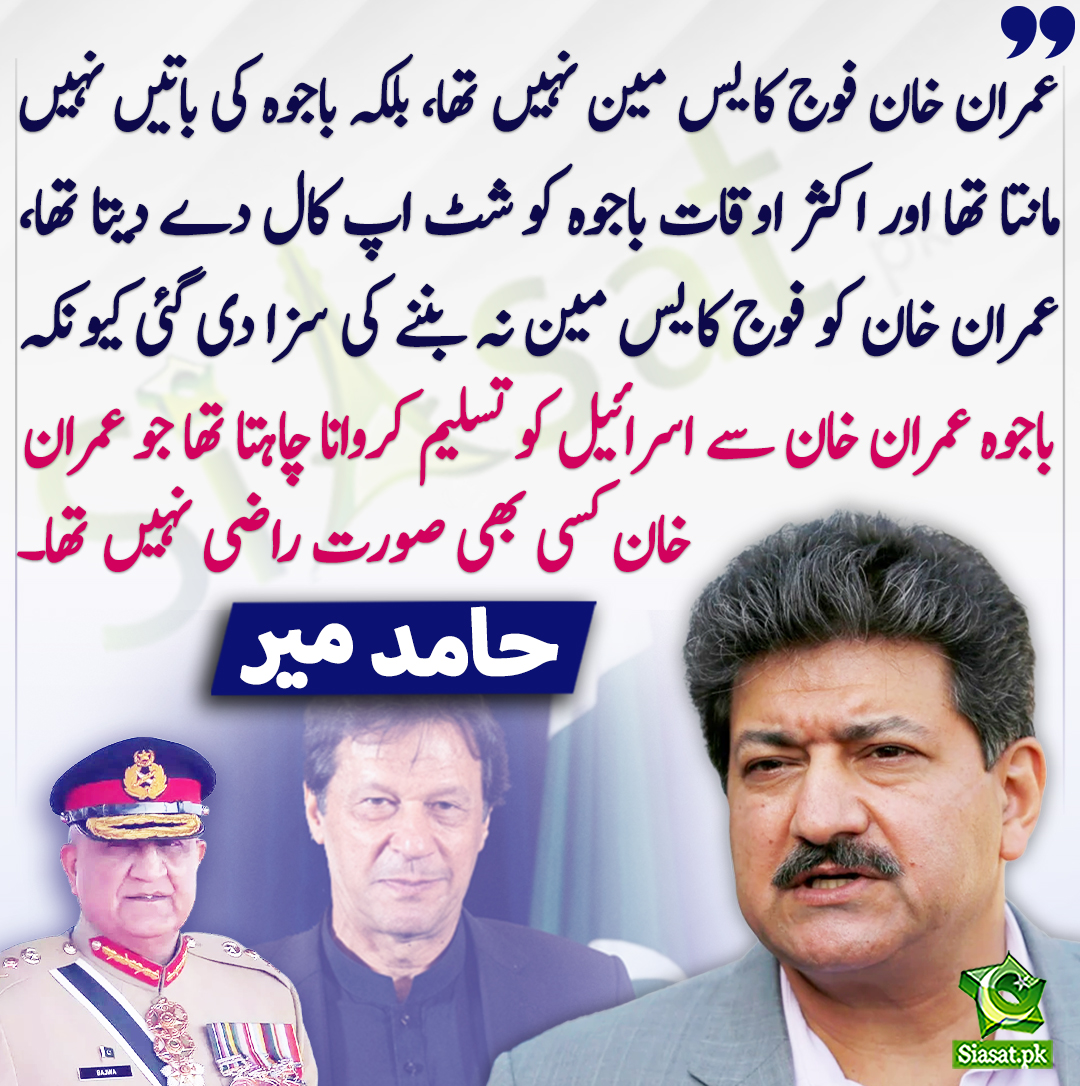 عمران خان فوج کا یس مین نہیں تھا، بلکہ باجوہ کی باتیں نہیں
مانتا تھا اور اکثر اوقات باجوہ کو شٹ اپ کال دے دیتا تھا،
عمران خان کو فوج کا یس مین نہ بننے کی سزا دی گئی کیونکہ
باجوہ عمران خان سے اسرائیل کو تسلیم کروانا چاہتا تھا جو عمران
خان کسی بھی صورت راضی نہیں تھا۔
حامد میر
BAJWA
Siasat.pk
Siasat.pk